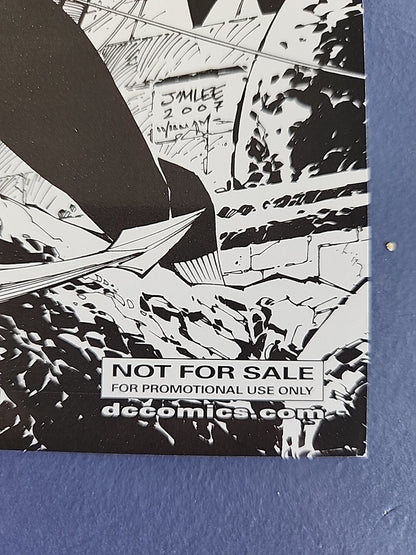 JIMLEE
2007
NOT FOR SALE
FOR PROMOTIONAL USE ONLY
dccomics.com